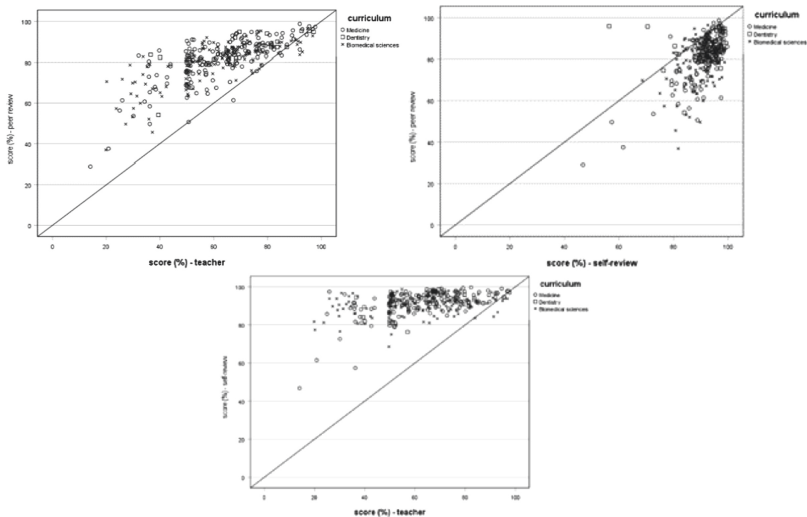 curriculum
Medicine
Dentistry
Biomedical sciences
score (%) - peer review
100
80
60
40
20
0
0
20
40
60
80
100
score (%) - teacher
curriculum
Medicine
Dentistry
Biomedical sciences
score (%) - peer review
100
80
60
40
20
0
0
20
40
60
80
100
score (%) - self-review
curriculum
Medicine
Dentistry
Biomedical sciences
score (%) - self-review
100
80
60
40
20
0
0
20
40
60
80
100
score (%) - teacher